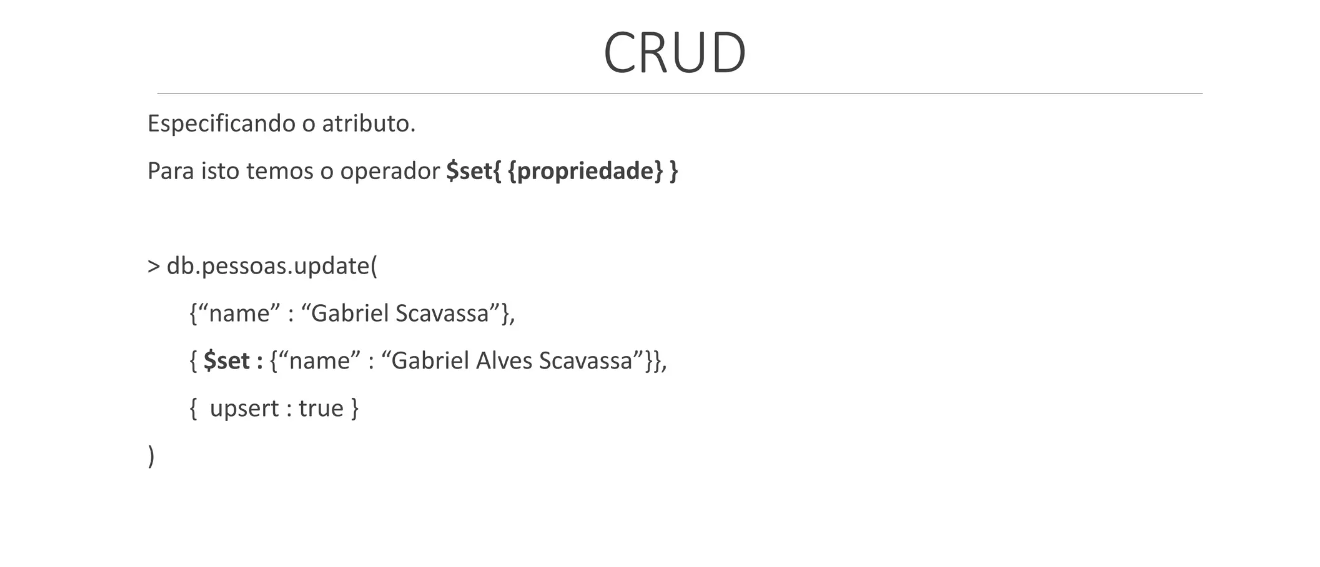 CRUD
Especificando o atributo.
Para isto temos o operador $set{ {propriedade} }
> db.pessoas.update(
{“name” : “Gabriel Scavassa”},
{ $set : {“name” : “Gabriel Alves Scavassa”}},
{  upsert : true }
)